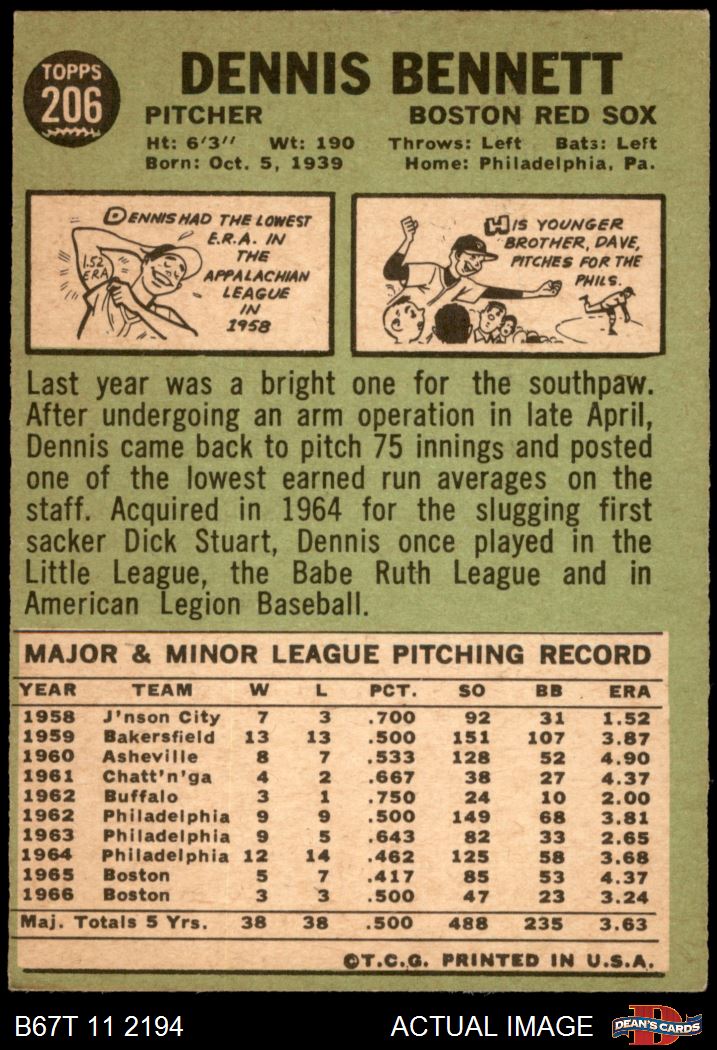 TOPPS
206
DENNIS BENNETT
PITCHER BOSTON RED SOX
Ht: 6'3" Wt: 190 Throws: Left Bats: Left
Born: Oct. 5, 1939 Home: Philadelphia, Pa.
DENNIS HAD THE LOWEST
E.R.A. IN
THE
APPALACHIAN
LEAGUE
IN
1958
1.52
ERA
HIS YOUNGER
BROTHER, DAVE,
PITCHES FOR THE
PHILS.
Last year was a bright one for the southpaw.
After undergoing an arm operation in late April,
Dennis came back to pitch 75 innings and posted
one of the lowest earned run averages on the
staff. Acquired in 1964 for the slugging first
sacker Dick Stuart, Dennis once played in the
Little League, the Babe Ruth League and in
American Legion Baseball.
MAJOR & MINOR LEAGUE PITCHING RECORD
YEAR TEAM W L PCT. SO BB ERA
1958 J'nson City 7 3 .700 92 31 1.52
1959 Bakersfield 13 13 .500 151 107 3.87
1960 Asheville 8 7 .533 128 52 4.90
1961 Chatt'n'ga 4 2 .667 38 27 4.37
1962 Buffalo 3 1 .750 24 10 2.00
1962 Philadelphia 9 9 .500 149 68 3.81
1963 Philadelphia 9 5 .643 82 33 2.65
1964 Philadelphia 12 14 .462 125 58 3.68
1965 Boston 5 7 .417 85 53 4.37
1966 Boston 3 3 .500 47 23 3.24
Maj. Totals 5 Yrs. 38 38 .500 488 235 3.63
©T.C.G. PRINTED IN U.S.A.
B67T 11 2194 ACTUAL IMAGE
DEAN'S CARDS